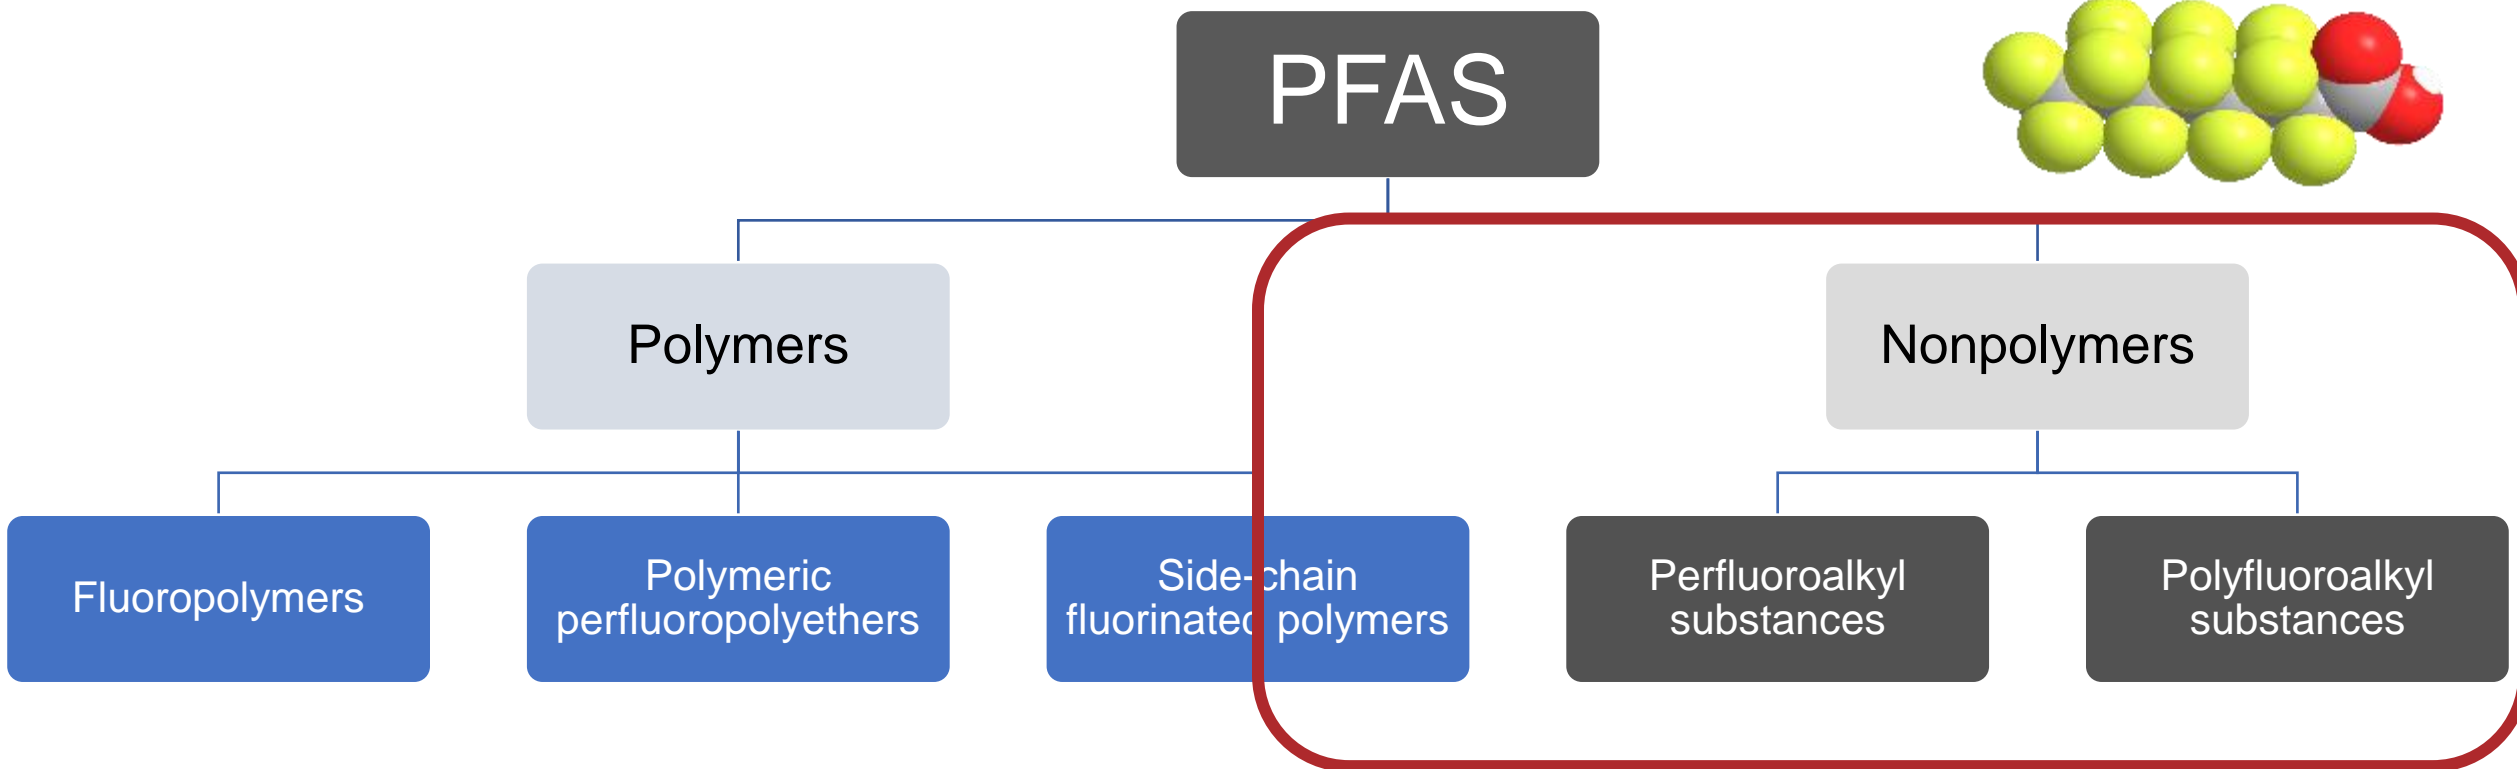 PFAS
Polymers
Nonpolymers
Fluoropolymers
Polymeric
perfluoropolyethers
Side-chain
fluorinated polymers
Perfluoroalkyl
substances
Polyfluoroalkyl
substances